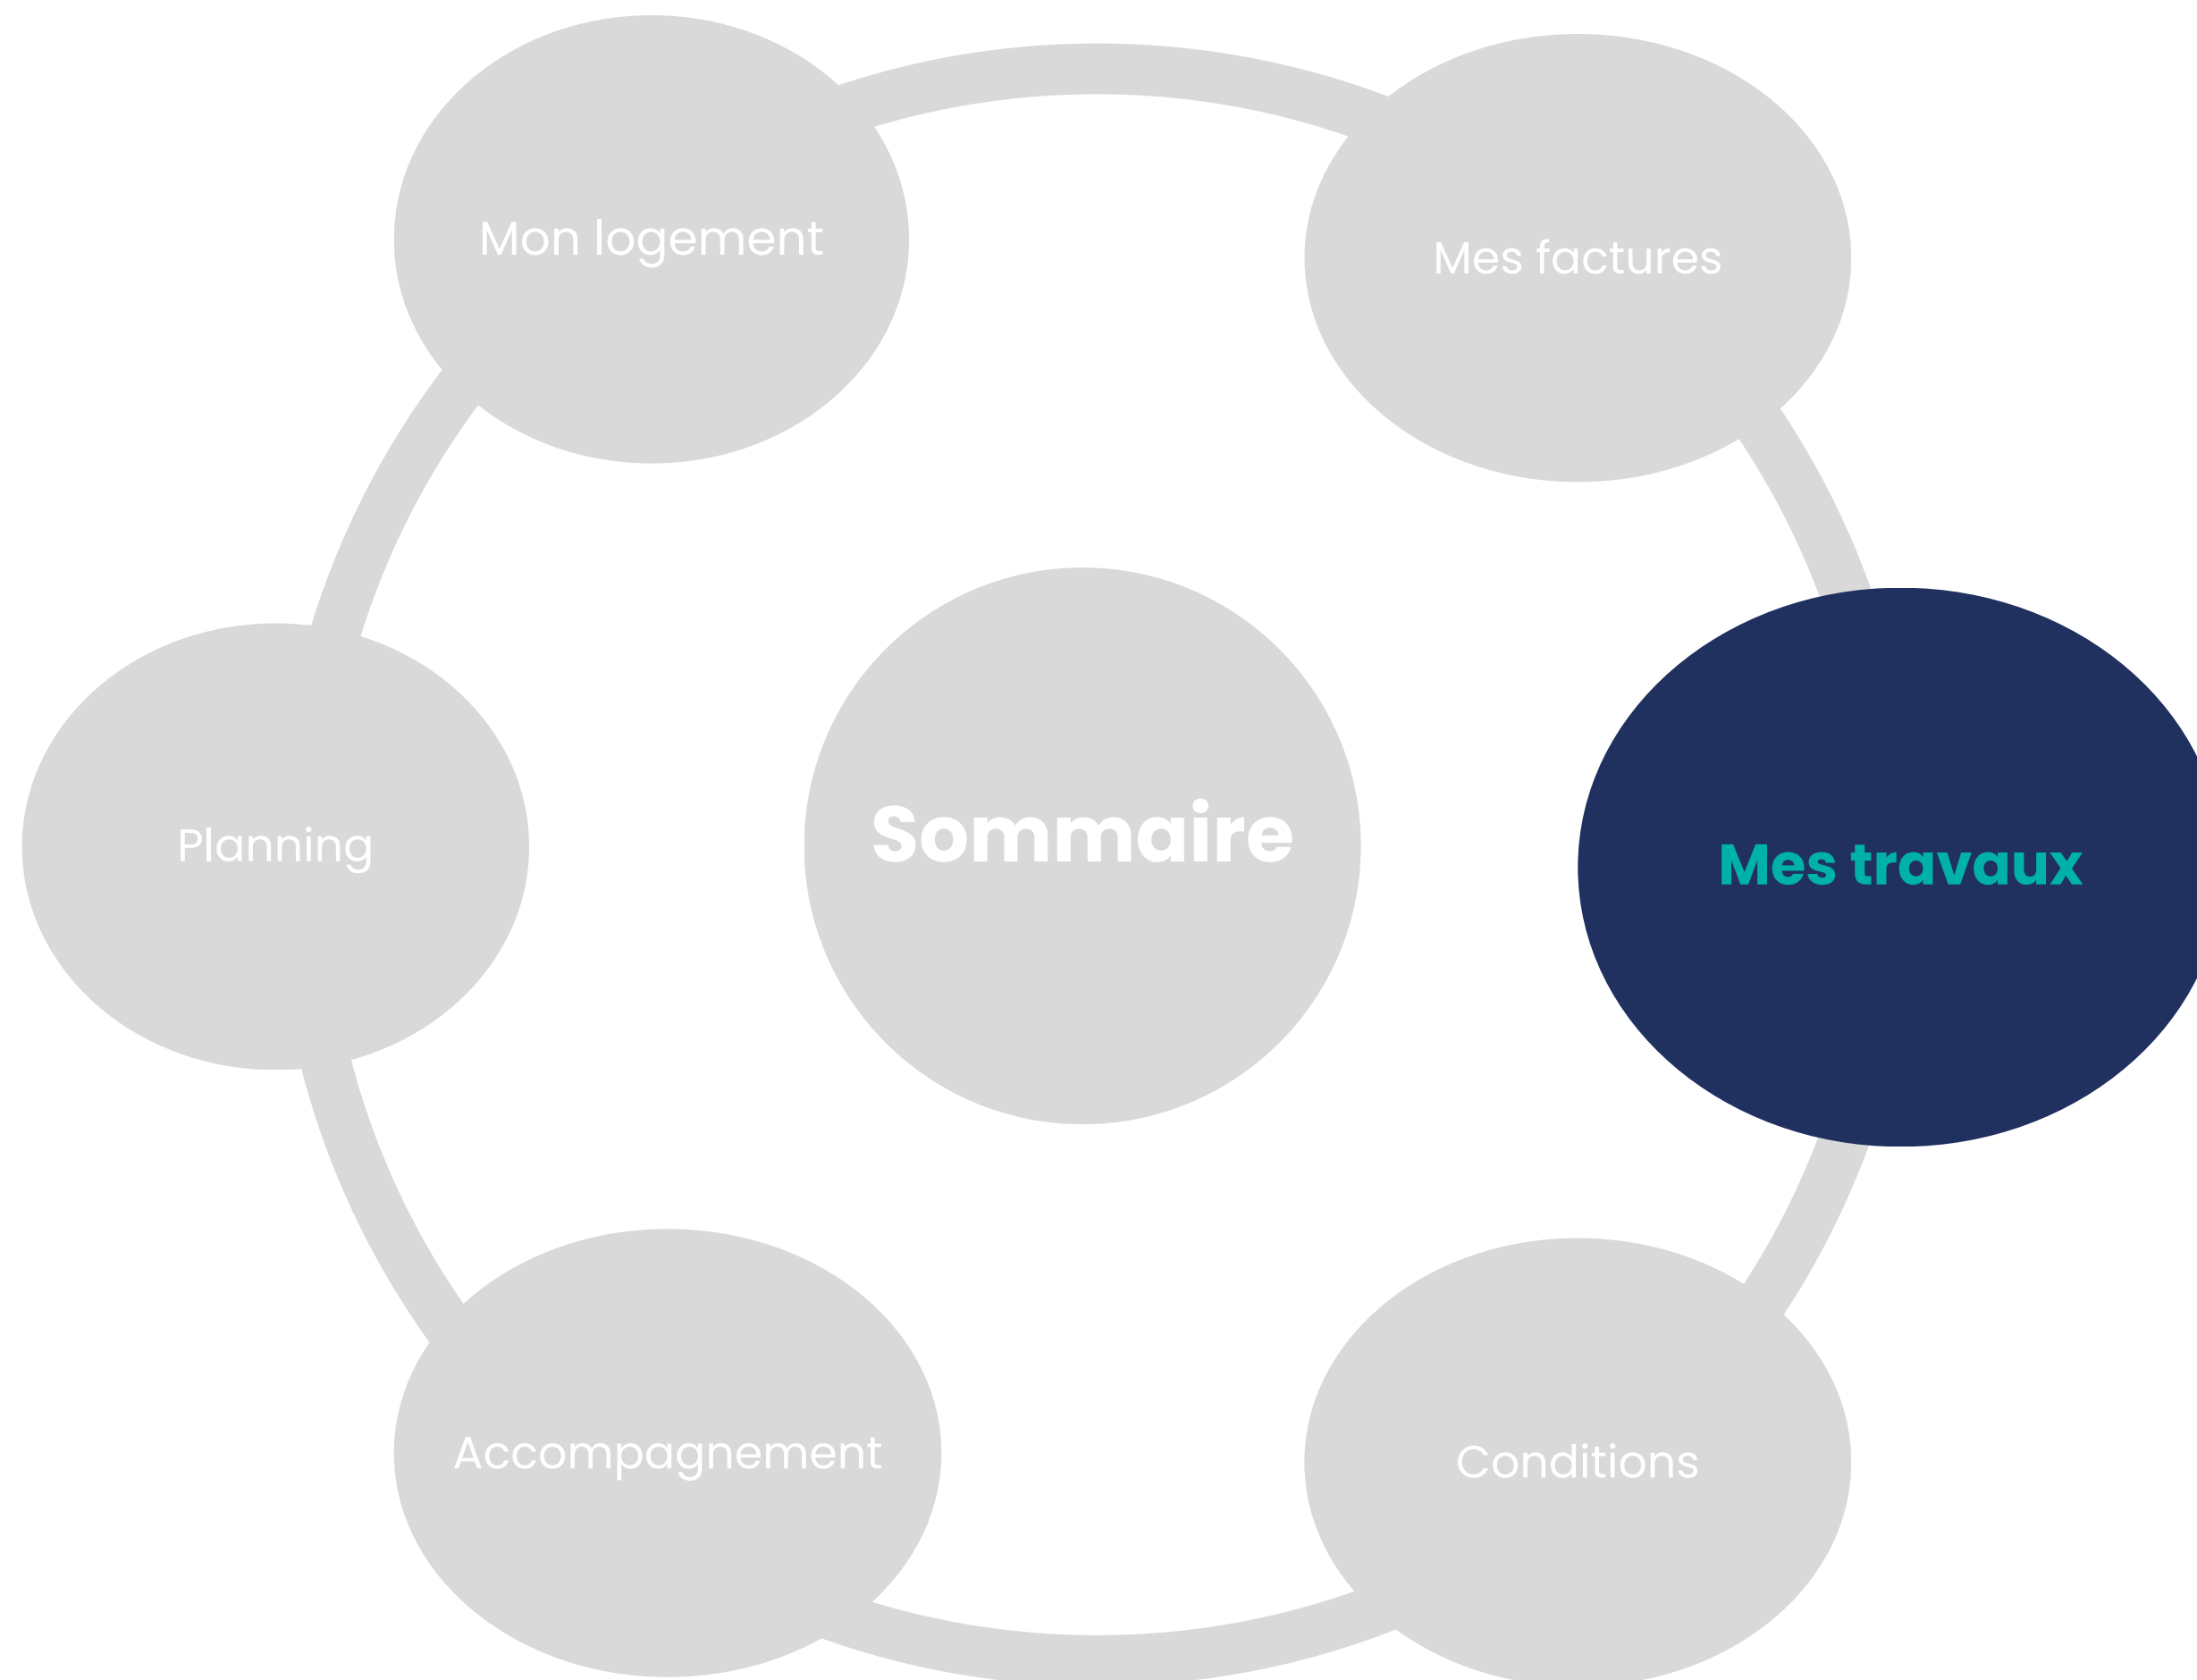 Mon logement
Mes factures
Planning
Sommaire
Mes travaux
Accompagnement
Conditions